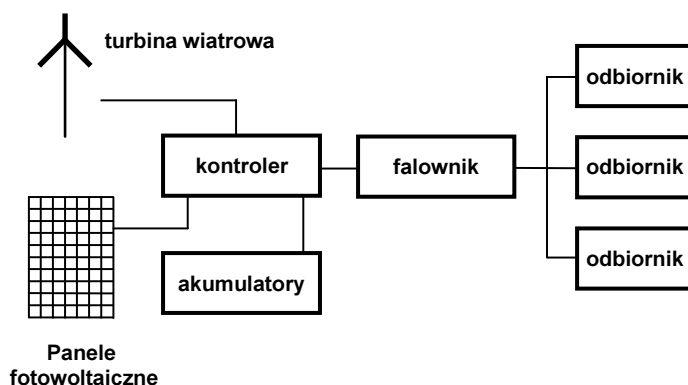 turbina wiatrowa
odbiornik
kontroler
falownik
odbiornik
akumulatory
odbiornik
Panele
fotowoltaiczne